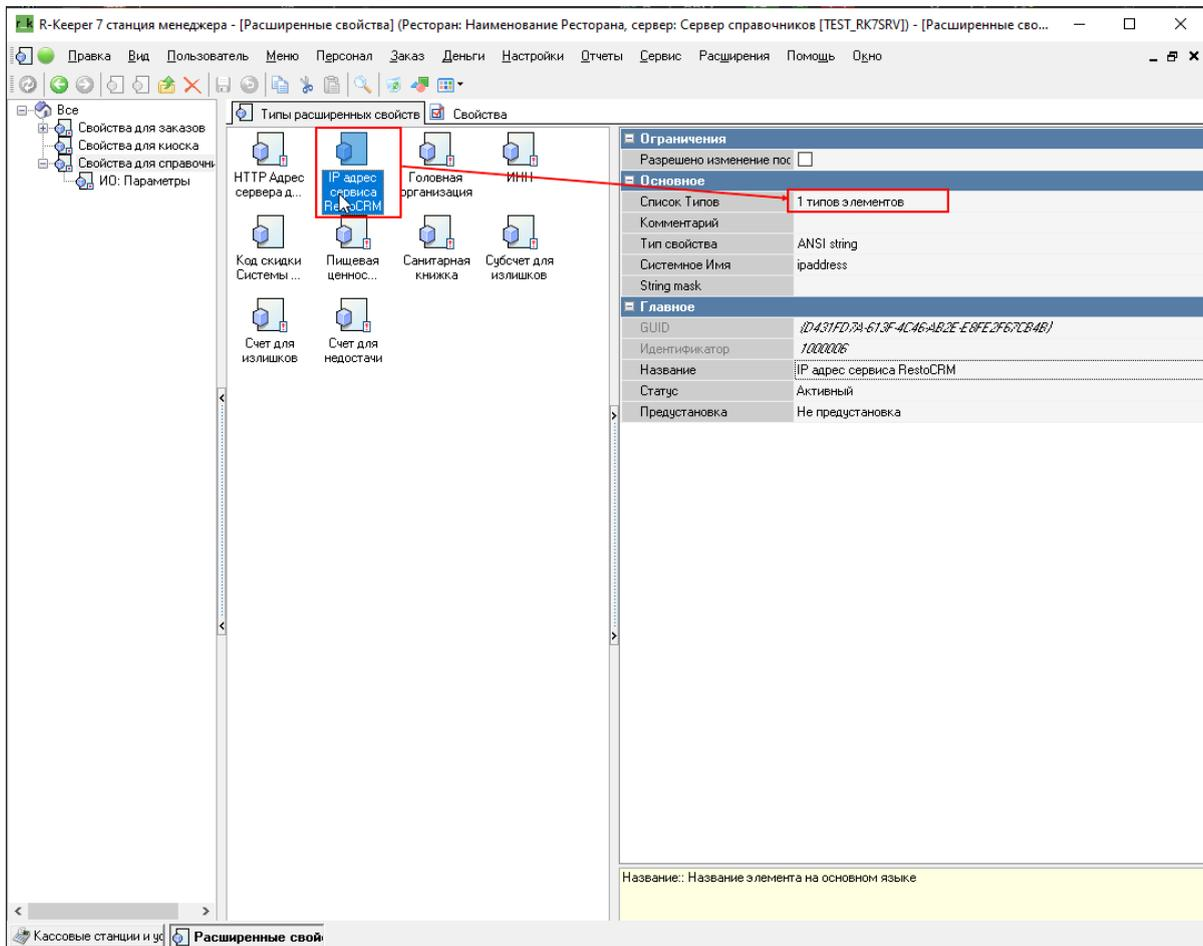 r_k R-Keeper 7 станция менеджера - [Расширенные свойства] (Ресторан: Наименование Ресторана, сервер: Сервер справочников [TEST_RK7SRV]) - [Расширенные сво...
Правка Вид Пользователь Меню Персонал Заказ Деньги Настройки Отчеты Сервис Расширения Помощь Окно
Все
Свойства для заказов
Свойства для киоска
Свойства для справочни
ИО: Параметры
Типы расширенных свойств Свойства
HTTP Адрес
сервера д...
IP адрес
сервиса
RestoCRM
Головная
организация
ИНН
Код скидки
Системы ...
Пищевая
ценнос...
Санитарная
книжка
Субсчет для
излишков
Счет для
излишков
Счет для
недостачи
Ограничения
Разрешено изменение пос
Основное
Список Типов 1 типов элементов
Комментарий
Тип свойства ANSI string
Системное Имя ipaddress
String mask
Главное
GUID {D431FD7A-613F-4C46-AB2E-E8FE2F67CB4B}
Идентификатор 1000006
Название IP адрес сервиса RestoCRM
Статус Активный
Предустановка Не предустановка
Название:: Название элемента на основном языке
Кассовые станции и ус Расширенные свой